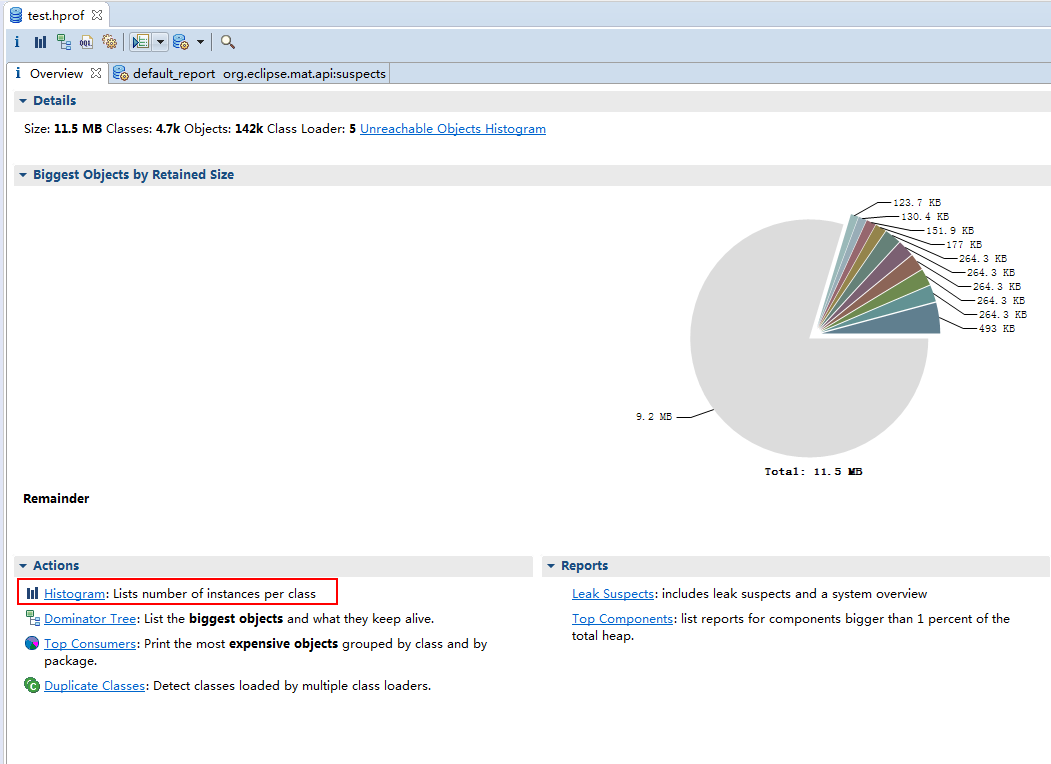 test.hprof
i OQL
i Overview default_report org.eclipse.mat.api:suspects
Details
Size: 11.5 MB Classes: 4.7k Objects: 142k Class Loader: 5 Unreachable Objects Histogram
Biggest Objects by Retained Size
123.7 KB
130.4 KB
151.9 KB
177 KB
264.3 KB
264.3 KB
264.3 KB
264.3 KB
264.3 KB
493 KB
9.2 MB
Total: 11.5 MB
Remainder
Actions
Histogram: Lists number of instances per class
Dominator Tree: List the biggest objects and what they keep alive.
Top Consumers: Print the most expensive objects grouped by class and by
package.
C Duplicate Classes: Detect classes loaded by multiple class loaders.
Reports
Leak Suspects: includes leak suspects and a system overview
Top Components: list reports for components bigger than 1 percent of the
total heap.